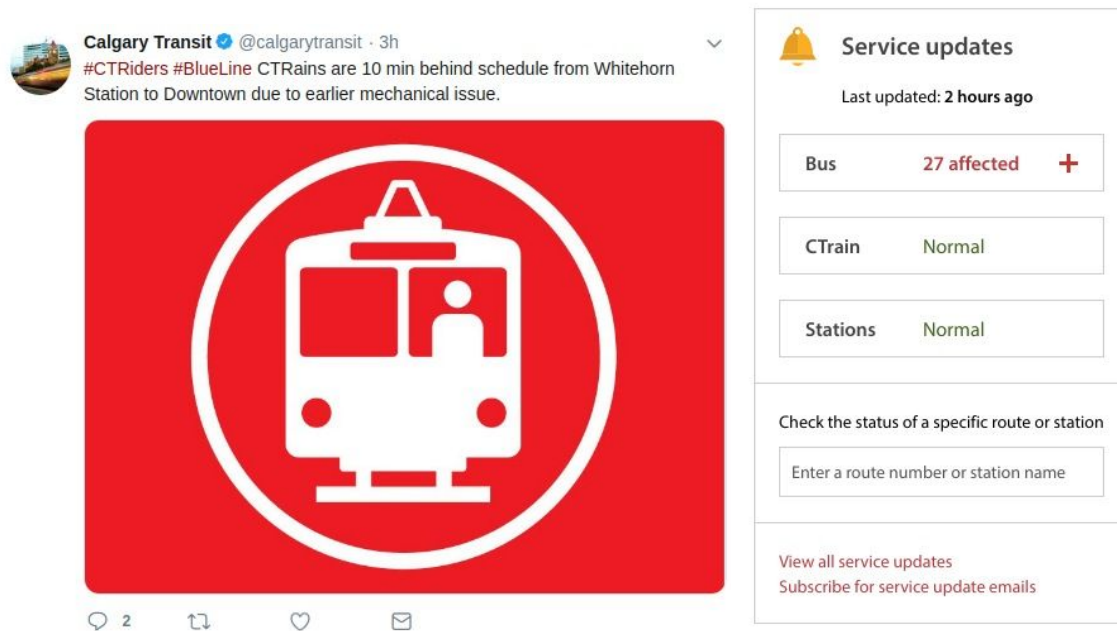 Calgary Transit @calgarytransit · 3h
#CTRiders #BlueLine CTRains are 10 min behind schedule from Whitehorn
Station to Downtown due to earlier mechanical issue.
2
Service updates
Last updated: 2 hours ago
Bus 27 affected +
CTrain Normal
Stations Normal
Check the status of a specific route or station
Enter a route number or station name
View all service updates
Subscribe for service update emails